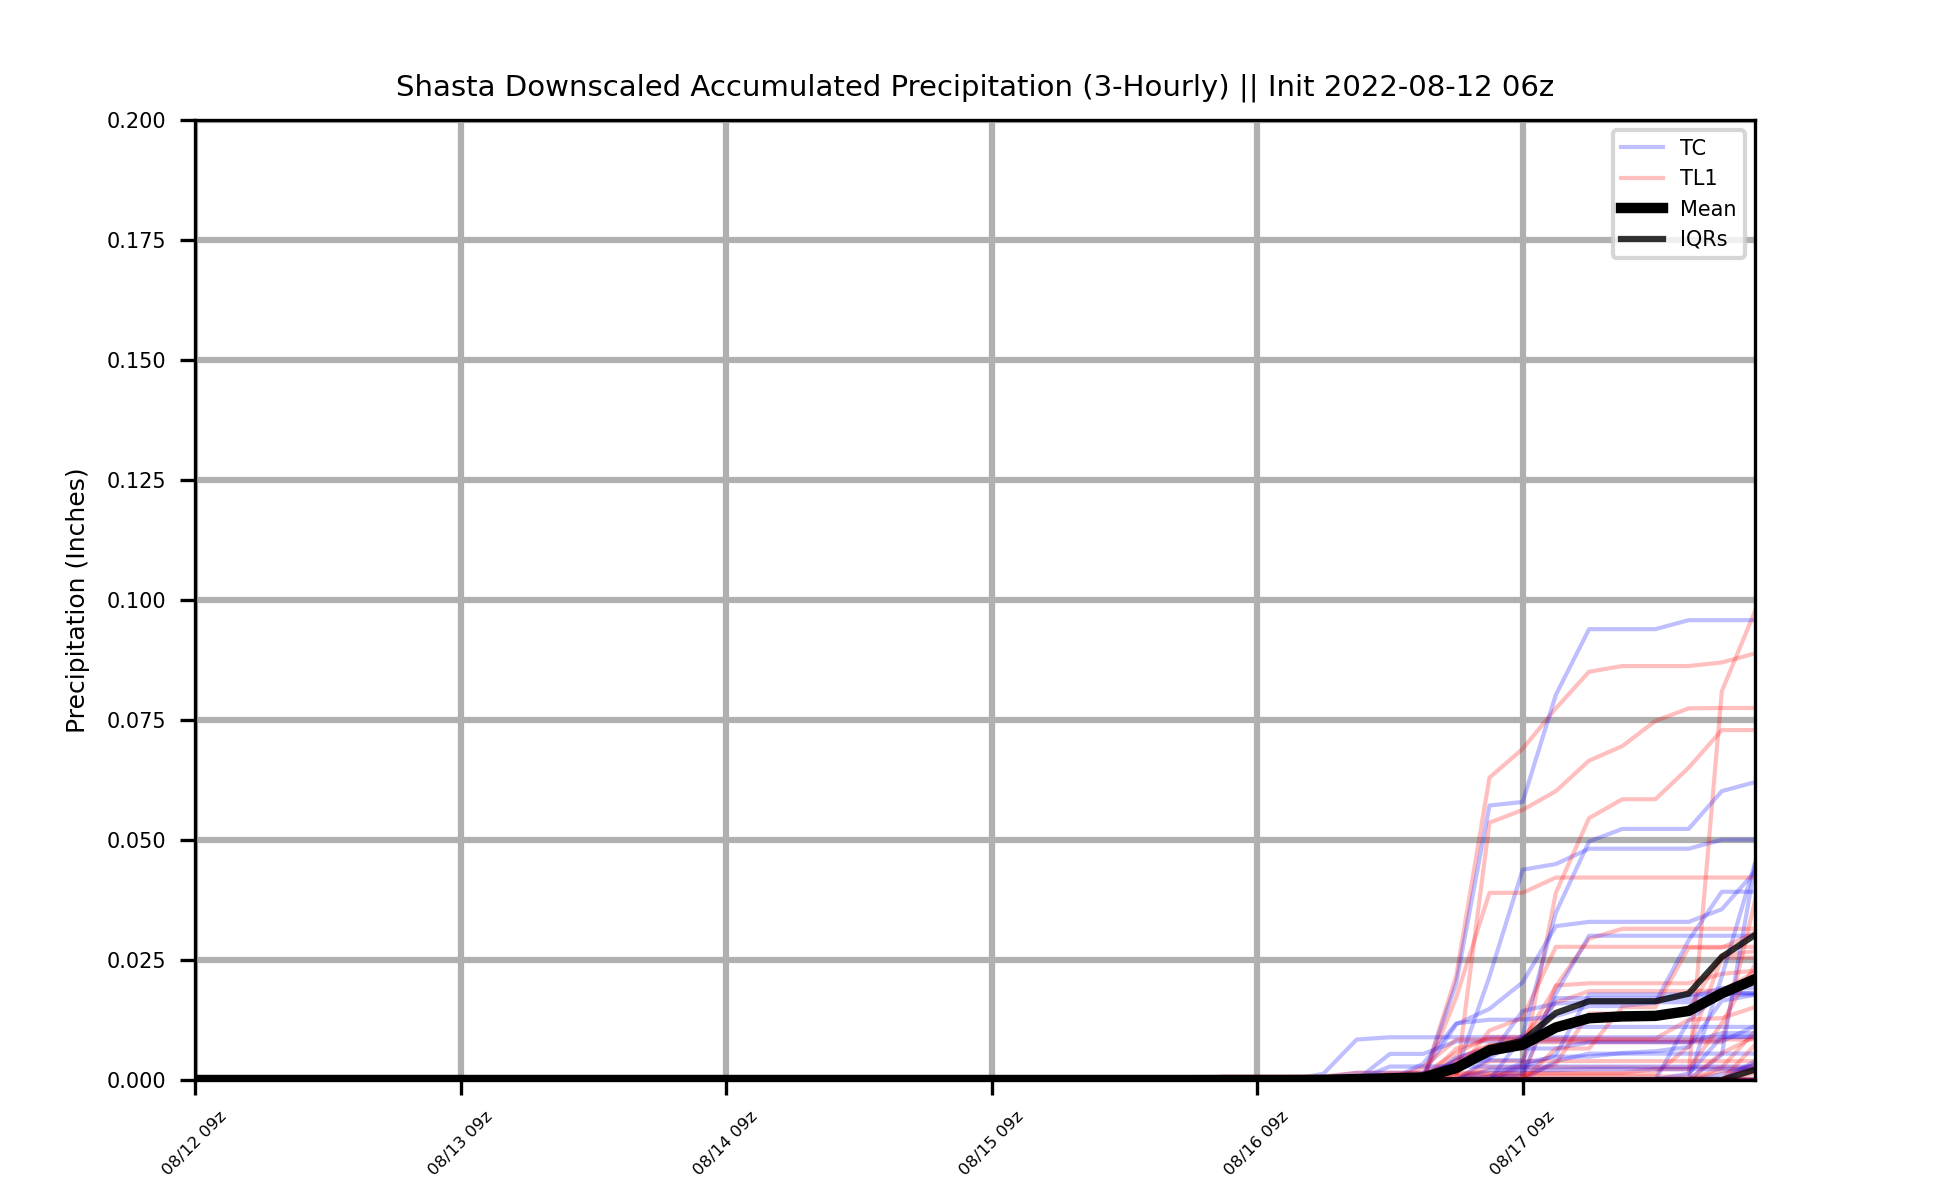 Shasta Downscaled Accumulated Precipitation (3-Hourly) || Init 2022-08-12 06z
0.200
0.175
0.150
0.125
0.100
0.075
0.050
0.025
0.000
Precipitation (Inches)
TC
TL1
Mean
IQRs
08/12 09z
08/13 09z
08/14 09z
08/15 09z
08/16 09z
08/17 09z